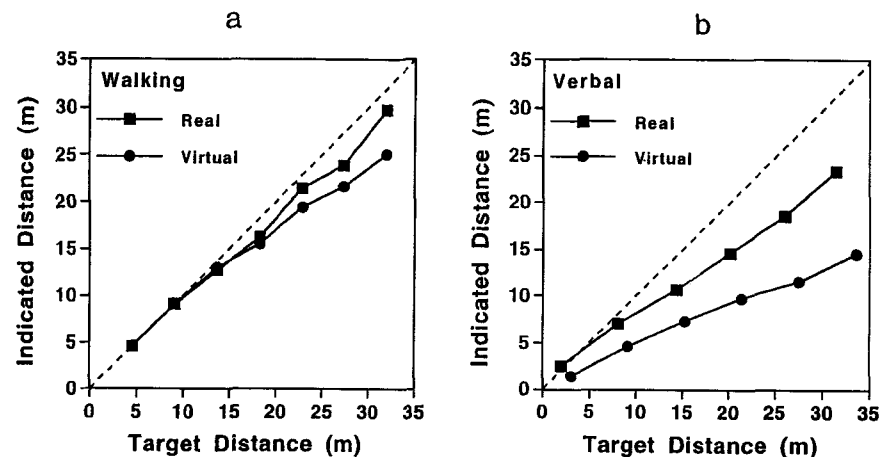 a
35
30
25
20
15
10
5
0
Indicated Distance (m)
Walking
Real
Virtual
0 5 10 15 20 25 30 35
Target Distance (m)
b
35
30
25
20
15
10
5
0
Indicated Distance (m)
Verbal
Real
Virtual
0 5 10 15 20 25 30 35
Target Distance (m)